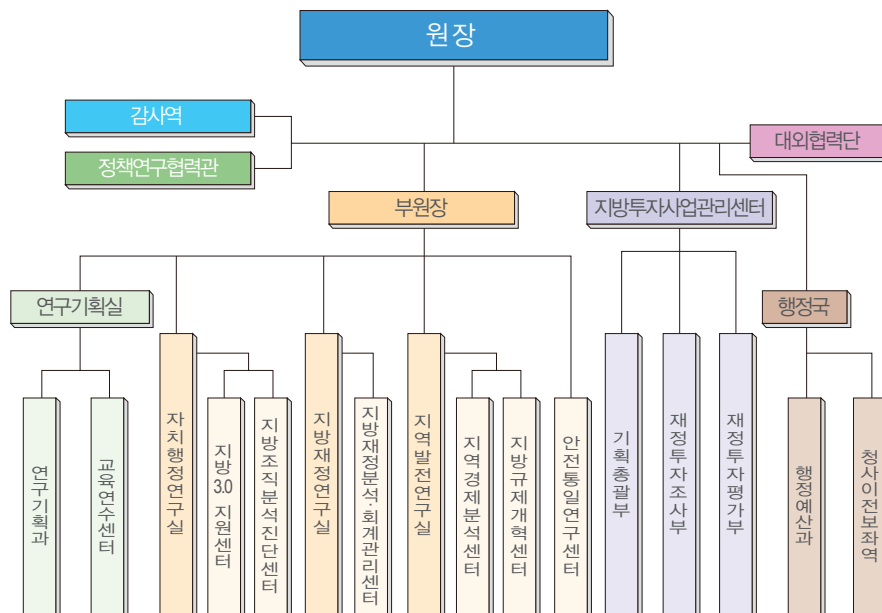 원장
감사역
정책연구협력관
대외협력단
부원장
지방투자사업관리센터
연구기획실
행정국
연구기획과
교육연수센터
자치행정연구실
지방3.0 지원센터
지방조직분석진단센터
지방재정연구실
지방재정분석·회계관리센터
지역발전연구실
지역경제분석센터
지방규제개혁센터
안전통일연구센터
기획총괄부
재정투자조사부
재정투자평가부
행정예산과
청사이전보좌역